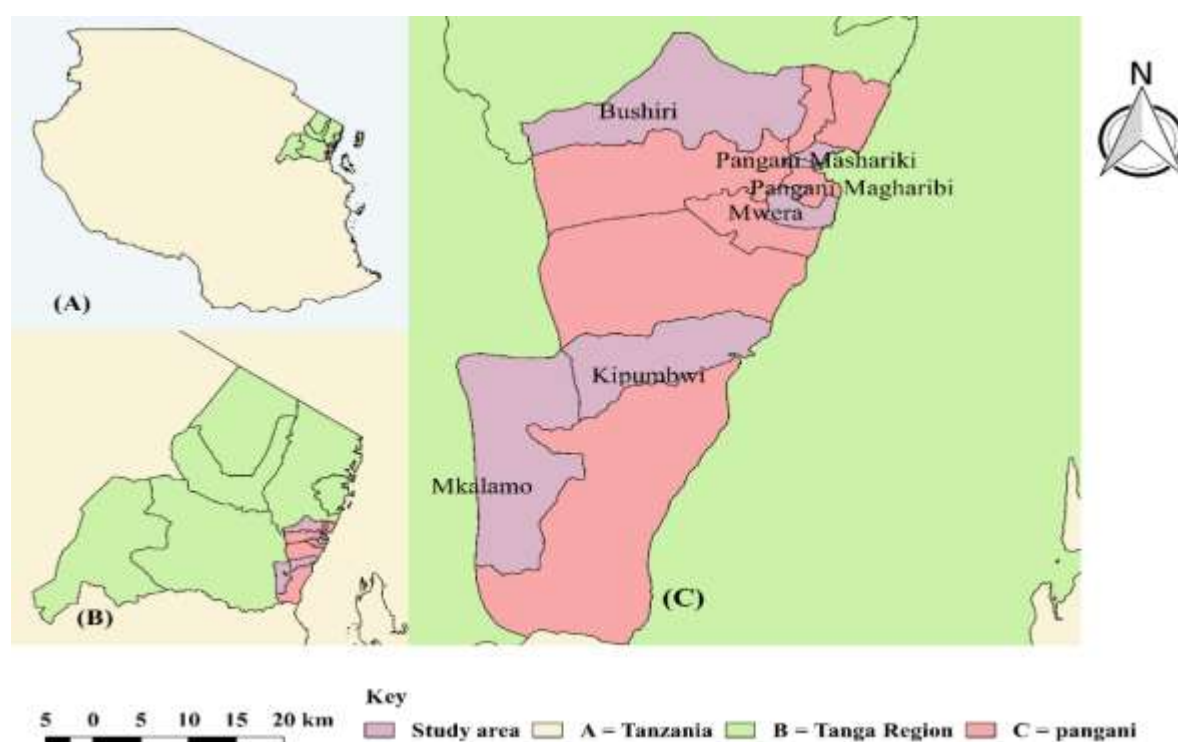 N
Bushiri
Pangani Mashariki
Pangani Magharibi
Mwera
(A)
Kipumbwi
Mkalamo
(B)
(C)
Key
5 0 5 10 15 20 km
Study area A = Tanzania B = Tanga Region C = pangani